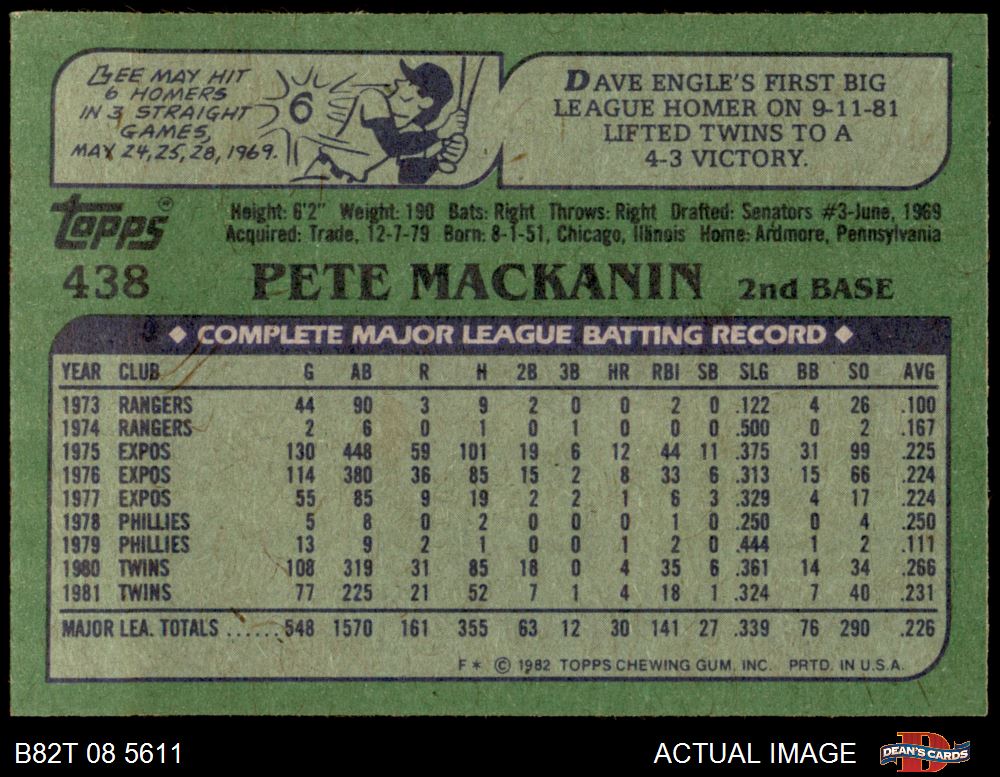 LEE MAY HIT
6 HOMERS
IN 3 STRAIGHT
GAMES,
MAY 24, 25, 28, 1969.
6
DAVE ENGLE'S FIRST BIG
LEAGUE HOMER ON 9-11-81
LIFTED TWINS TO A
4-3 VICTORY.
topps®
Height: 6'2" Weight: 190 Bats: Right Throws: Right Drafted: Senators #3-June, 1969
Acquired: Trade, 12-7-79 Born: 8-1-51, Chicago, Illinois Home: Ardmore, Pennsylvania
438 PETE MACKANIN 2nd BASE
◆ COMPLETE MAJOR LEAGUE BATTING RECORD ◆
YEAR CLUB G AB R H 2B 3B HR RBI SB SLG BB SO AVG
1973 RANGERS 44 90 3 9 2 0 0 2 0 .122 4 26 .100
1974 RANGERS 2 6 0 1 0 1 0 0 0 .500 0 2 .167
1975 EXPOS 130 448 59 101 19 6 12 44 11 .375 31 99 .225
1976 EXPOS 114 380 36 85 15 2 8 33 6 .313 15 66 .224
1977 EXPOS 55 85 9 19 2 2 1 6 3 .329 4 17 .224
1978 PHILLIES 5 8 0 2 0 0 0 1 0 .250 0 4 .250
1979 PHILLIES 13 9 2 1 0 0 1 2 0 .444 1 2 .111
1980 TWINS 108 319 31 85 18 0 4 35 6 .361 14 34 .266
1981 TWINS 77 225 21 52 7 1 4 18 1 .324 7 40 .231
MAJOR LEA. TOTALS ...... 548 1570 161 355 63 12 30 141 27 .339 76 290 .226
F* © 1982 TOPPS CHEWING GUM, INC. PRTD. IN U.S.A.
B82T 08 5611 ACTUAL IMAGE DEAN'S CARDS